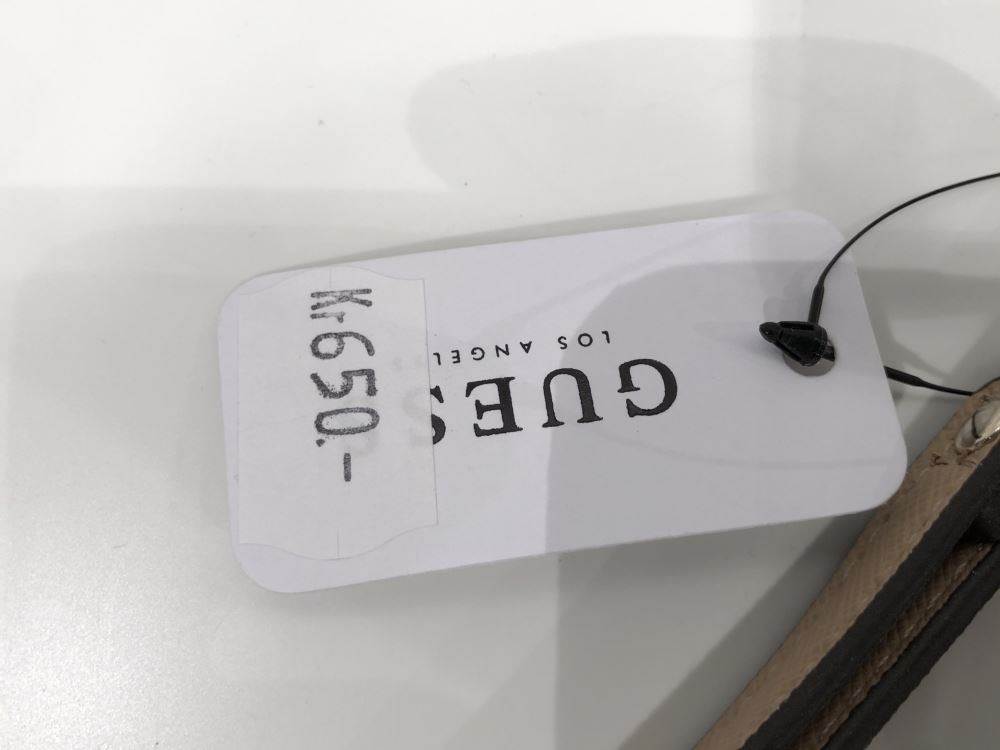 GUES
LOS ANGEL
Kr650.-